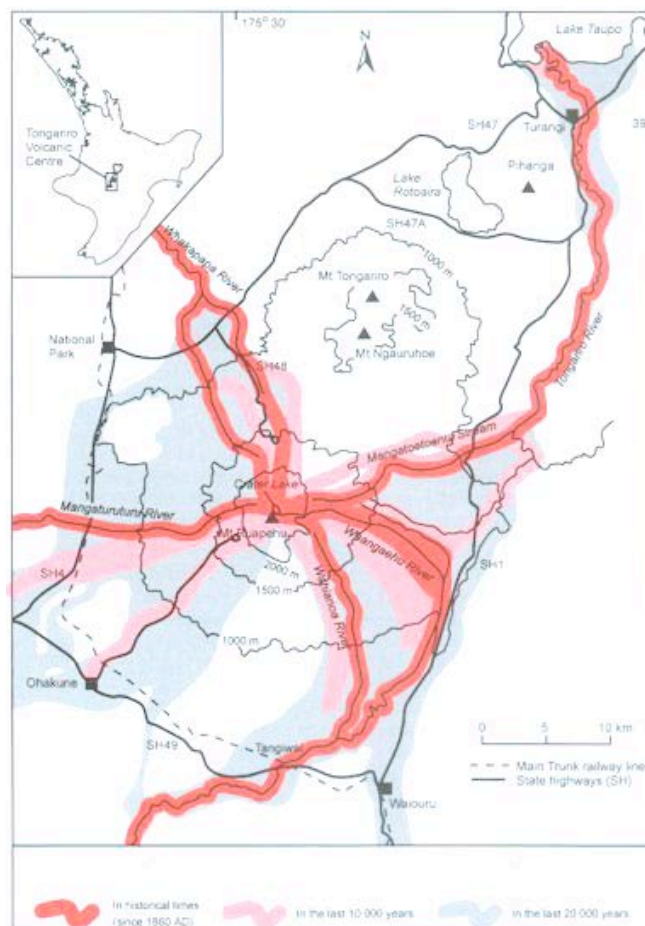 175° 30'
Lake Taupo
N
Tongariro
Volcanic
Centre
SH47
Turangi
39
Pihanga
Lake
Rotoaira
SH47A
Whakapapa River
1000 m
Mt Tongariro
1500 m
National
Park
Mt Ngauruhoe
SH48
Tongariro River
Mangatoetoenui Stream
Crater Lake
Mangaturuturu River
Mt Ruapehu
Whangaehu River
SH1
SH4
2000 m
1500 m
Wahianoa River
1000 m
Ohakune
0 5 10 km
SH49
Tangiwai
Main Trunk railway line
State highways (SH)
Waiouru
In historical times
(since 1860 AD)
In the last 10 000 years
In the last 20 000 years